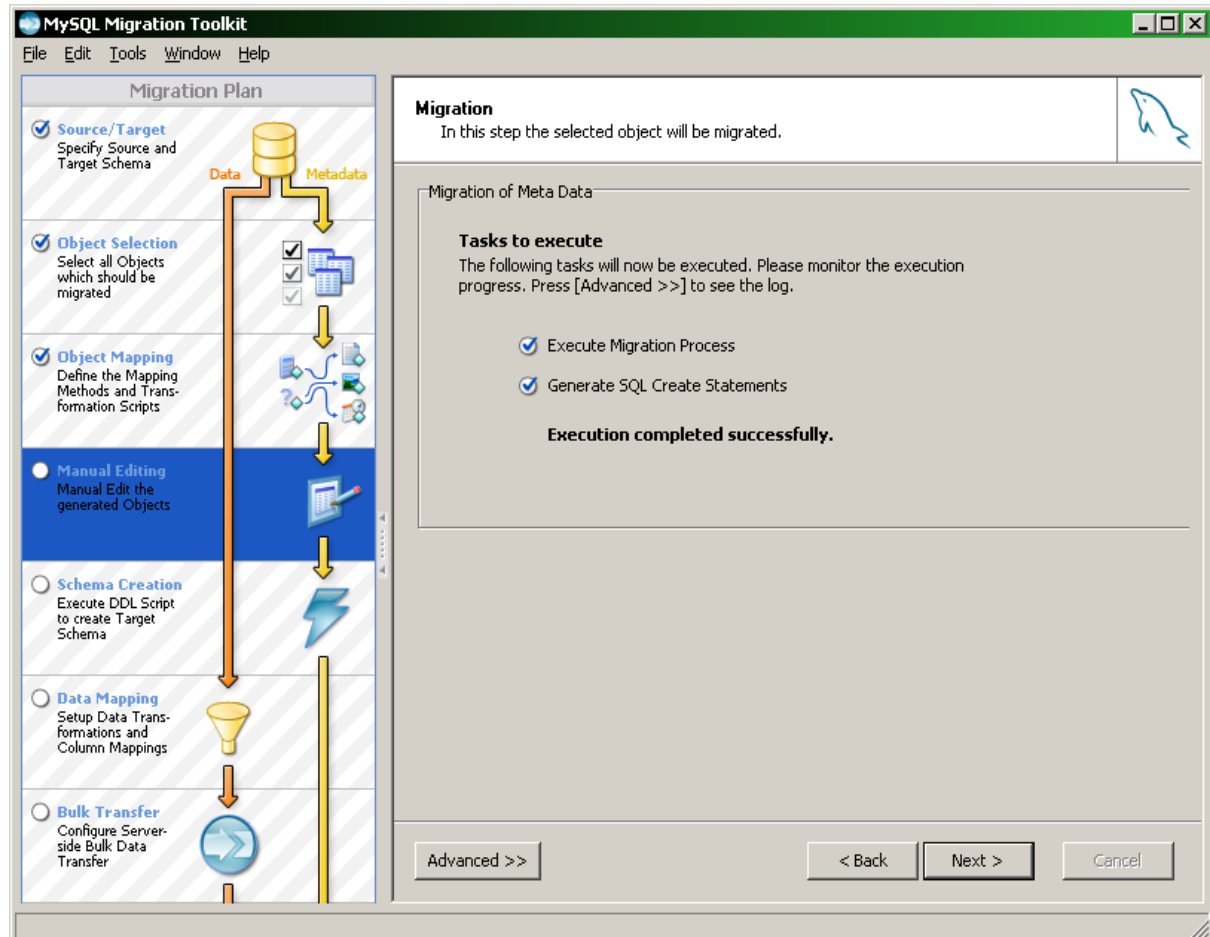 MySQL Migration Toolkit
File Edit Tools Window Help
Migration Plan
Source/Target
Specify Source and
Target Schema
Data
Metadata
Object Selection
Select all Objects
which should be
migrated
Object Mapping
Define the Mapping
Methods and Trans-
formation Scripts
Manual Editing
Manual Edit the
generated Objects
Schema Creation
Execute DDL Script
to create Target
Schema
Data Mapping
Setup Data Trans-
formations and
Column Mappings
Bulk Transfer
Configure Server-
side Bulk Data
Transfer
Migration
In this step the selected object will be migrated.
Migration of Meta Data
Tasks to execute
The following tasks will now be executed. Please monitor the execution
progress. Press [Advanced >>] to see the log.
Execute Migration Process
Generate SQL Create Statements
Execution completed successfully.
Advanced >>
< Back
Next >
Cancel